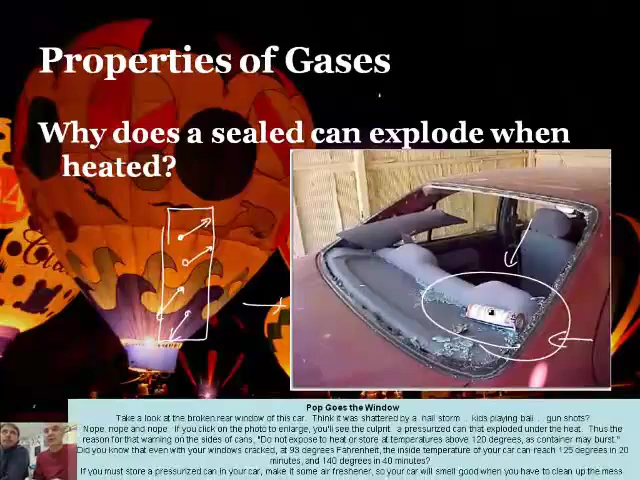 Properties of Gases
Why does a sealed can explode when
heated?
Pop Goes the Window
Take a look at the broken rear window of this car. Think it was shattered by a hail storm... kids playing ball... gun shots?
Nope, nope and nope. If you click on the photo to enlarge, you'll see the culprit: a pressurized can that exploded under the heat. Thus the
reason for that warning on the sides of cans, "Do not expose to heat or store at temperatures above 120 degrees, as container may burst."
Did you know that even with your windows cracked, at 93 degrees Fahrenheit, the inside temperature of your car can reach 125 degrees in 20
minutes, and 140 degrees in 40 minutes?
If you must store a pressurized can in your car, make it some air freshener, so your car will smell good when you have to clean up the mess